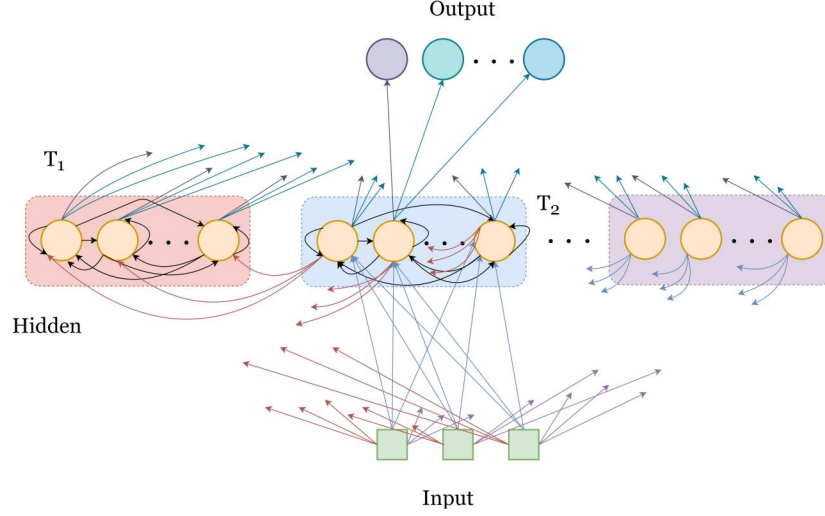 Output
T₁
T₂
Hidden
Input